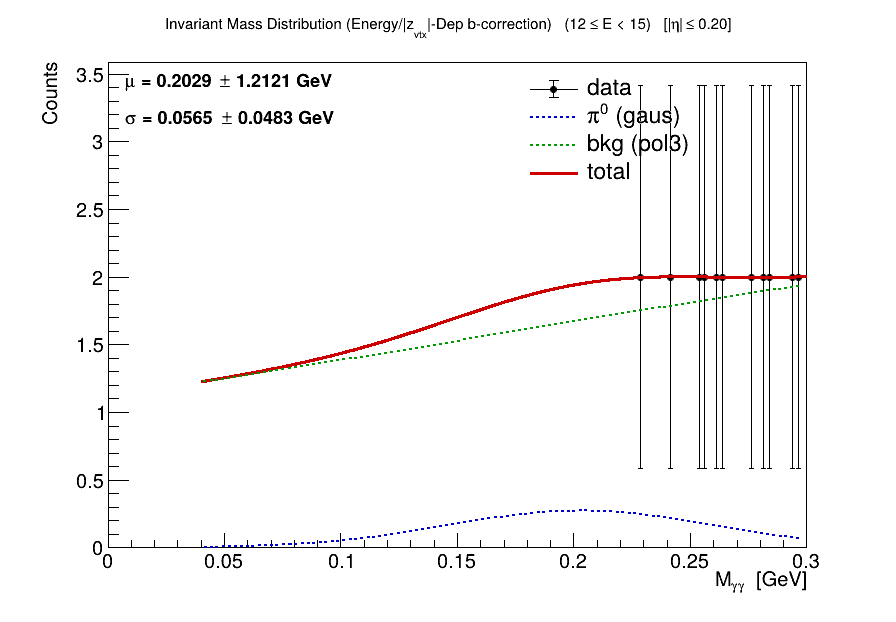 Invariant Mass Distribution (Energy/|z_vtx|-Dep b-correction) (12 ≤ E < 15) [|η| ≤ 0.20]
μ = 0.2029 ± 1.2121 GeV
σ = 0.0565 ± 0.0483 GeV
data
π⁰ (gaus)
bkg (pol3)
total
Counts
3.5
3
2.5
2
1.5
1
0.5
0
0 0.05 0.1 0.15 0.2 0.25 0.3
M_γγ [GeV]